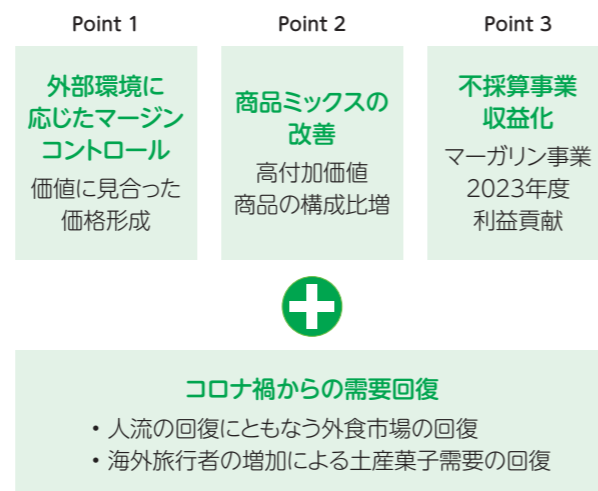 Point 1
外部環境に
応じたマージン
コントロール
価値に見合った
価格形成
Point 2
商品ミックスの
改善
高付加価値
商品の構成比増
Point 3
不採算事業
収益化
マーガリン事業
2023年度
利益貢献
コロナ禍からの需要回復
・人流の回復にともなう外食市場の回復
・海外旅行者の増加による土産菓子需要の回復